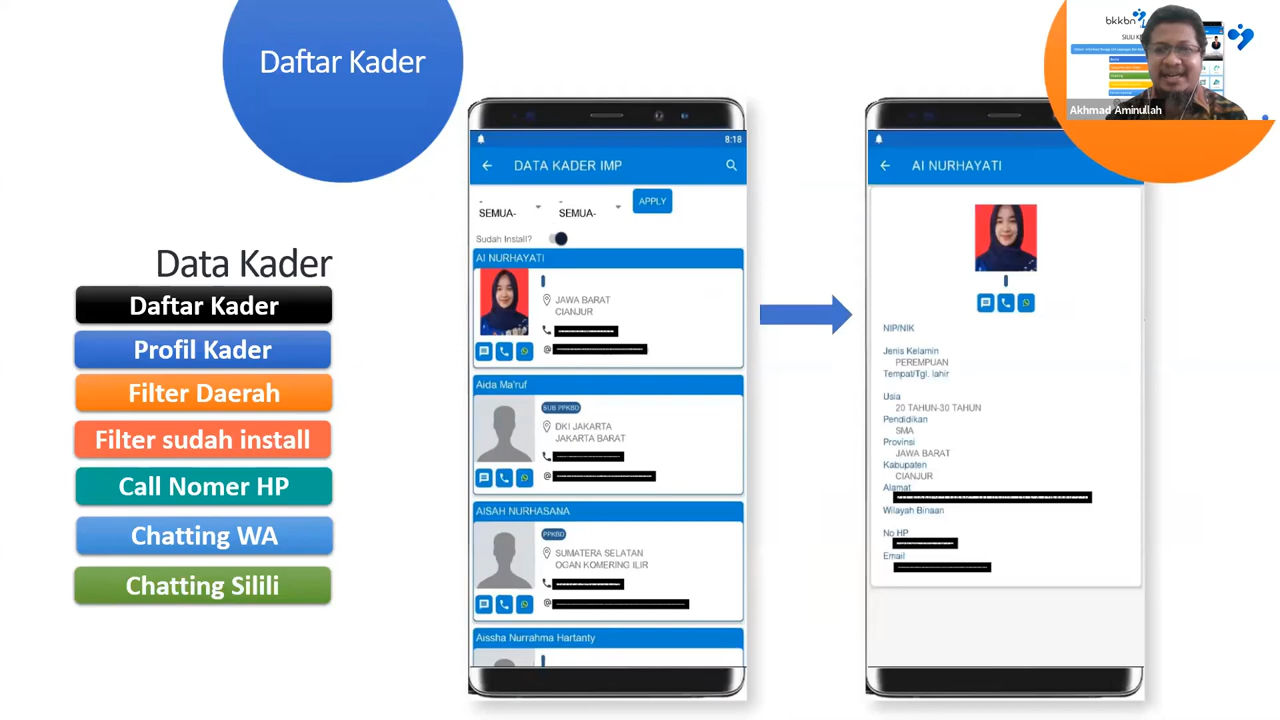 Daftar Kader
Data Kader
Daftar Kader
Profil Kader
Filter Daerah
Filter sudah install
Call Nomer HP
Chatting WA
Chatting Silili
8:18
DATA KADER IMP
-
SEMUA-
-
SEMUA-
APPLY
Sudah Install?
AI NURHAYATI
JAWA BARAT
CIANJUR
@
Aida Ma'ruf
SUB PPKBD
DKI JAKARTA
JAKARTA BARAT
@
AISAH NURHASANA
PPKBD
SUMATERA SELATAN
OGAN KOMERING ILIR
@
Aissha Nurrahma Hartanty
AI NURHAYATI
NIP/NIK
Jenis Kelamin
PEREMPUAN
Tempat/Tgl. lahir
Usia
20 TAHUN-30 TAHUN
Pendidikan
SMA
Provinsi
JAWA BARAT
Kabupaten
CIANJUR
Alamat
Wilayah Binaan
No HP
Email
bkkbn
Akhmad Aminullah